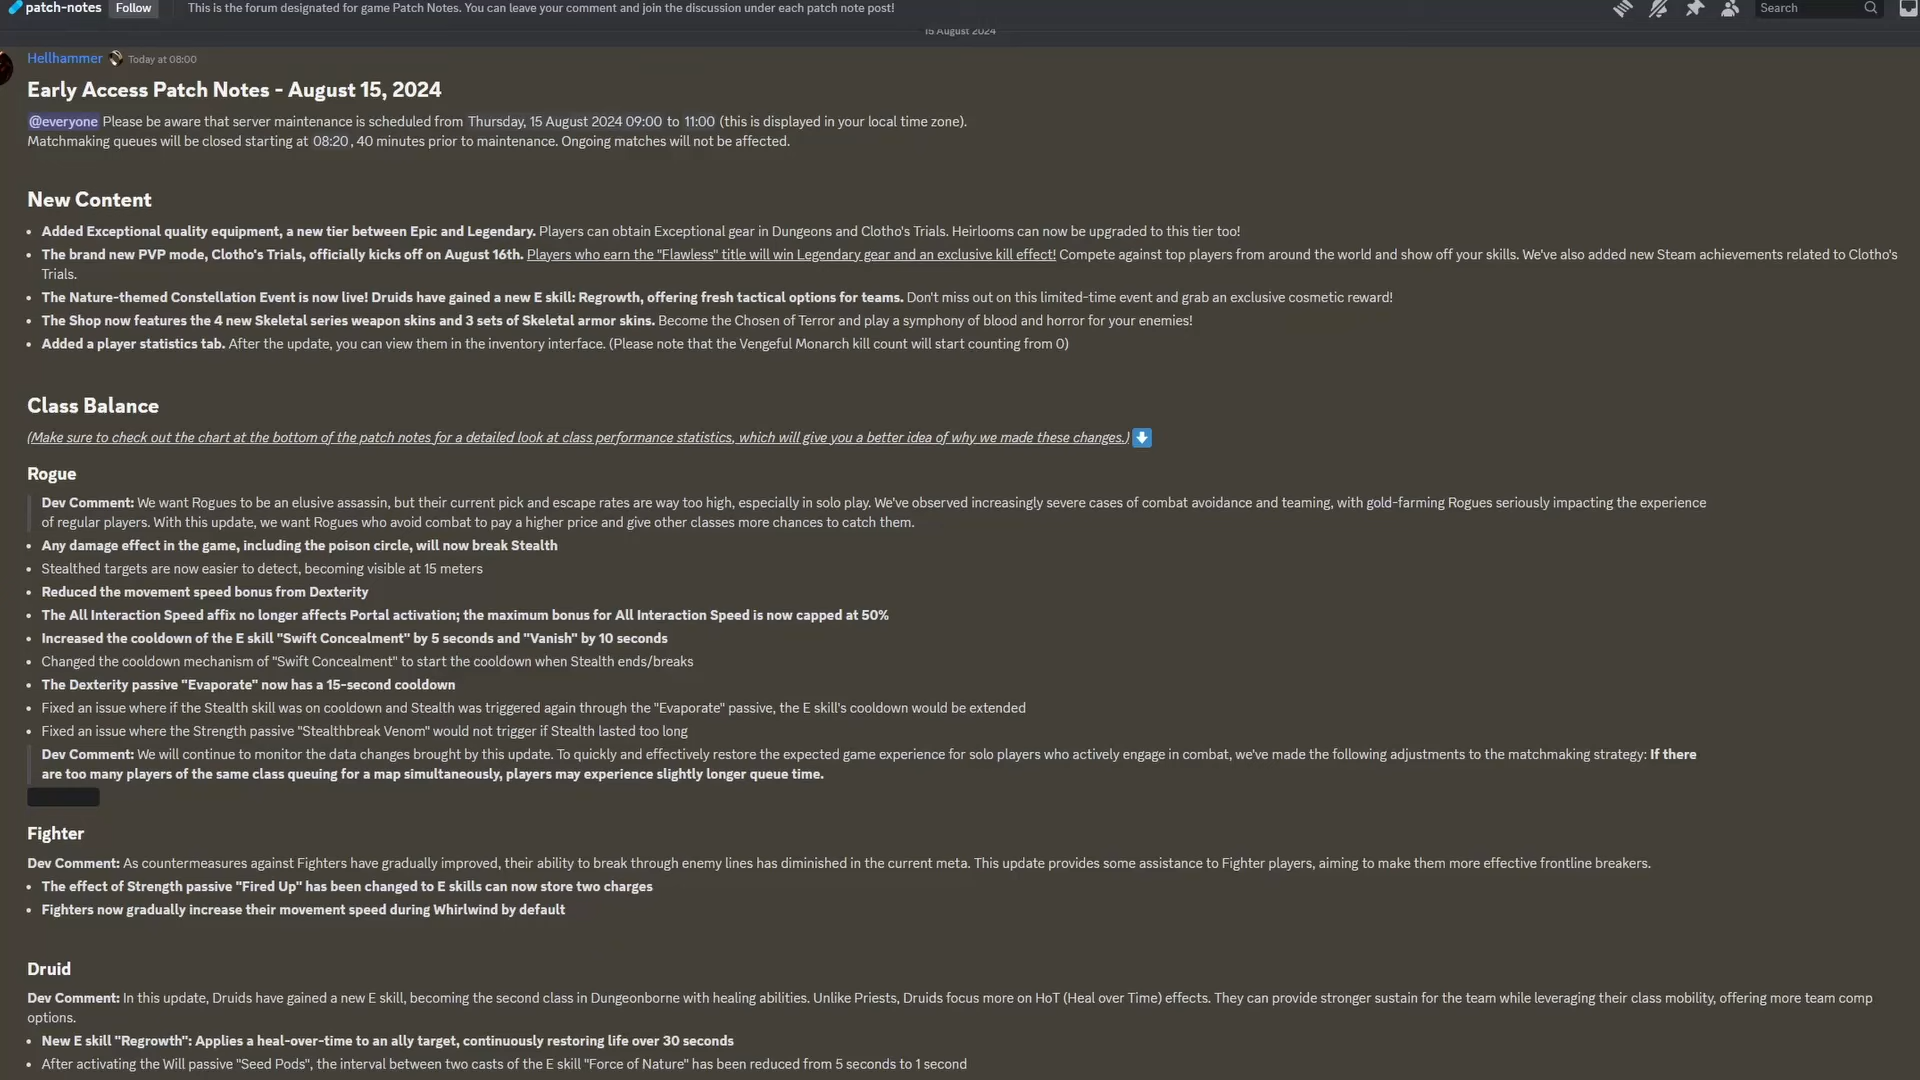 patch-notes Follow This is the forum designated for game Patch Notes. You can leave your comment and join the discussion under each patch note post! Search
15 August 2024
Hellhammer Today at 08:00
Early Access Patch Notes - August 15, 2024
@everyone Please be aware that server maintenance is scheduled from Thursday, 15 August 2024 09:00 to 11:00 (this is displayed in your local time zone).
Matchmaking queues will be closed starting at 08:20, 40 minutes prior to maintenance. Ongoing matches will not be affected.
New Content
• Added Exceptional quality equipment, a new tier between Epic and Legendary. Players can obtain Exceptional gear in Dungeons and Clotho's Trials. Heirlooms can now be upgraded to this tier too!
• The brand new PVP mode, Clotho's Trials, officially kicks off on August 16th. Players who earn the "Flawless" title will win Legendary gear and an exclusive kill effect! Compete against top players from around the world and show off your skills. We've also added new Steam achievements related to Clotho's
Trials.
• The Nature-themed Constellation Event is now live! Druids have gained a new E skill: Regrowth, offering fresh tactical options for teams. Don't miss out on this limited-time event and grab an exclusive cosmetic reward!
• The Shop now features the 4 new Skeletal series weapon skins and 3 sets of Skeletal armor skins. Become the Chosen of Terror and play a symphony of blood and horror for your enemies!
• Added a player statistics tab. After the update, you can view them in the inventory interface. (Please note that the Vengeful Monarch kill count will start counting from 0)
Class Balance
(Make sure to check out the chart at the bottom of the patch notes for a detailed look at class performance statistics, which will give you a better idea of why we made these changes.)
Rogue
Dev Comment: We want Rogues to be an elusive assassin, but their current pick and escape rates are way too high, especially in solo play. We've observed increasingly severe cases of combat avoidance and teaming, with gold-farming Rogues seriously impacting the experience
of regular players. With this update, we want Rogues who avoid combat to pay a higher price and give other classes more chances to catch them.
• Any damage effect in the game, including the poison circle, will now break Stealth
• Stealthed targets are now easier to detect, becoming visible at 15 meters
• Reduced the movement speed bonus from Dexterity
• The All Interaction Speed affix no longer affects Portal activation; the maximum bonus for All Interaction Speed is now capped at 50%
• Increased the cooldown of the E skill "Swift Concealment" by 5 seconds and "Vanish" by 10 seconds
• Changed the cooldown mechanism of "Swift Concealment" to start the cooldown when Stealth ends/breaks
• The Dexterity passive "Evaporate" now has a 15-second cooldown
• Fixed an issue where if the Stealth skill was on cooldown and Stealth was triggered again through the "Evaporate" passive, the E skill's cooldown would be extended
• Fixed an issue where the Strength passive "Stealthbreak Venom" would not trigger if Stealth lasted too long
Dev Comment: We will continue to monitor the data changes brought by this update. To quickly and effectively restore the expected game experience for solo players who actively engage in combat, we've made the following adjustments to the matchmaking strategy: If there
are too many players of the same class queuing for a map simultaneously, players may experience slightly longer queue time.
Fighter
Dev Comment: As countermeasures against Fighters have gradually improved, their ability to break through enemy lines has diminished in the current meta. This update provides some assistance to Fighter players, aiming to make them more effective frontline breakers.
• The effect of Strength passive "Fired Up" has been changed to E skills can now store two charges
• Fighters now gradually increase their movement speed during Whirlwind by default
Druid
Dev Comment: In this update, Druids have gained a new E skill, becoming the second class in Dungeonborne with healing abilities. Unlike Priests, Druids focus more on HoT (Heal over Time) effects. They can provide stronger sustain for the team while leveraging their class mobility, offering more team comp
options.
• New E skill "Regrowth": Applies a heal-over-time to an ally target, continuously restoring life over 30 seconds
• After activating the Will passive "Seed Pods", the interval between two casts of the E skill "Force of Nature" has been reduced from 5 seconds to 1 second